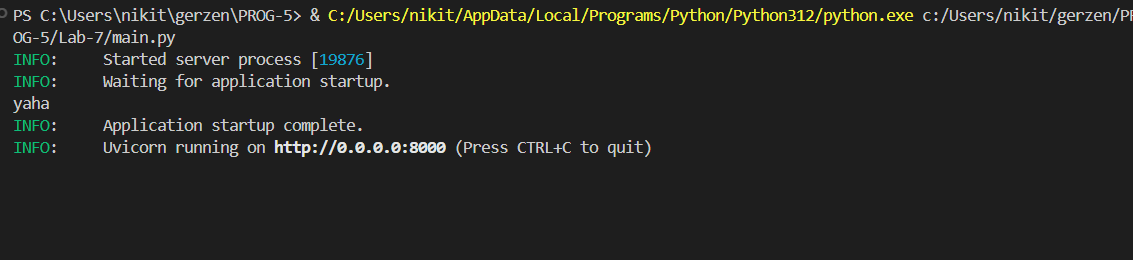 PS C:\Users\nikit\gerzen\PROG-5> & C:/Users/nikit/AppData/Local/Programs/Python/Python312/python.exe c:/Users/nikit/gerzen/PR
OG-5/Lab-7/main.py
INFO:     Started server process [19876]
INFO:     Waiting for application startup.
yaha
INFO:     Application startup complete.
INFO:     Uvicorn running on http://0.0.0.0:8000 (Press CTRL+C to quit)